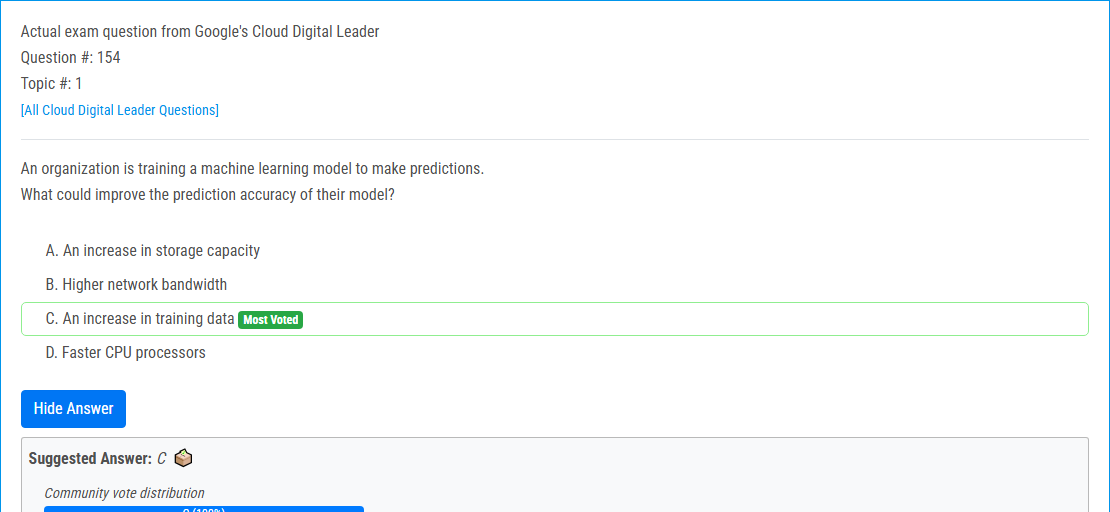 Actual exam question from Google's Cloud Digital Leader
Question #: 154
Topic #: 1
[All Cloud Digital Leader Questions]
An organization is training a machine learning model to make predictions.
What could improve the prediction accuracy of their model?
A. An increase in storage capacity
B. Higher network bandwidth
C. An increase in training data Most Voted
D. Faster CPU processors
Hide Answer
Suggested Answer: C
Community vote distribution
C (100%)